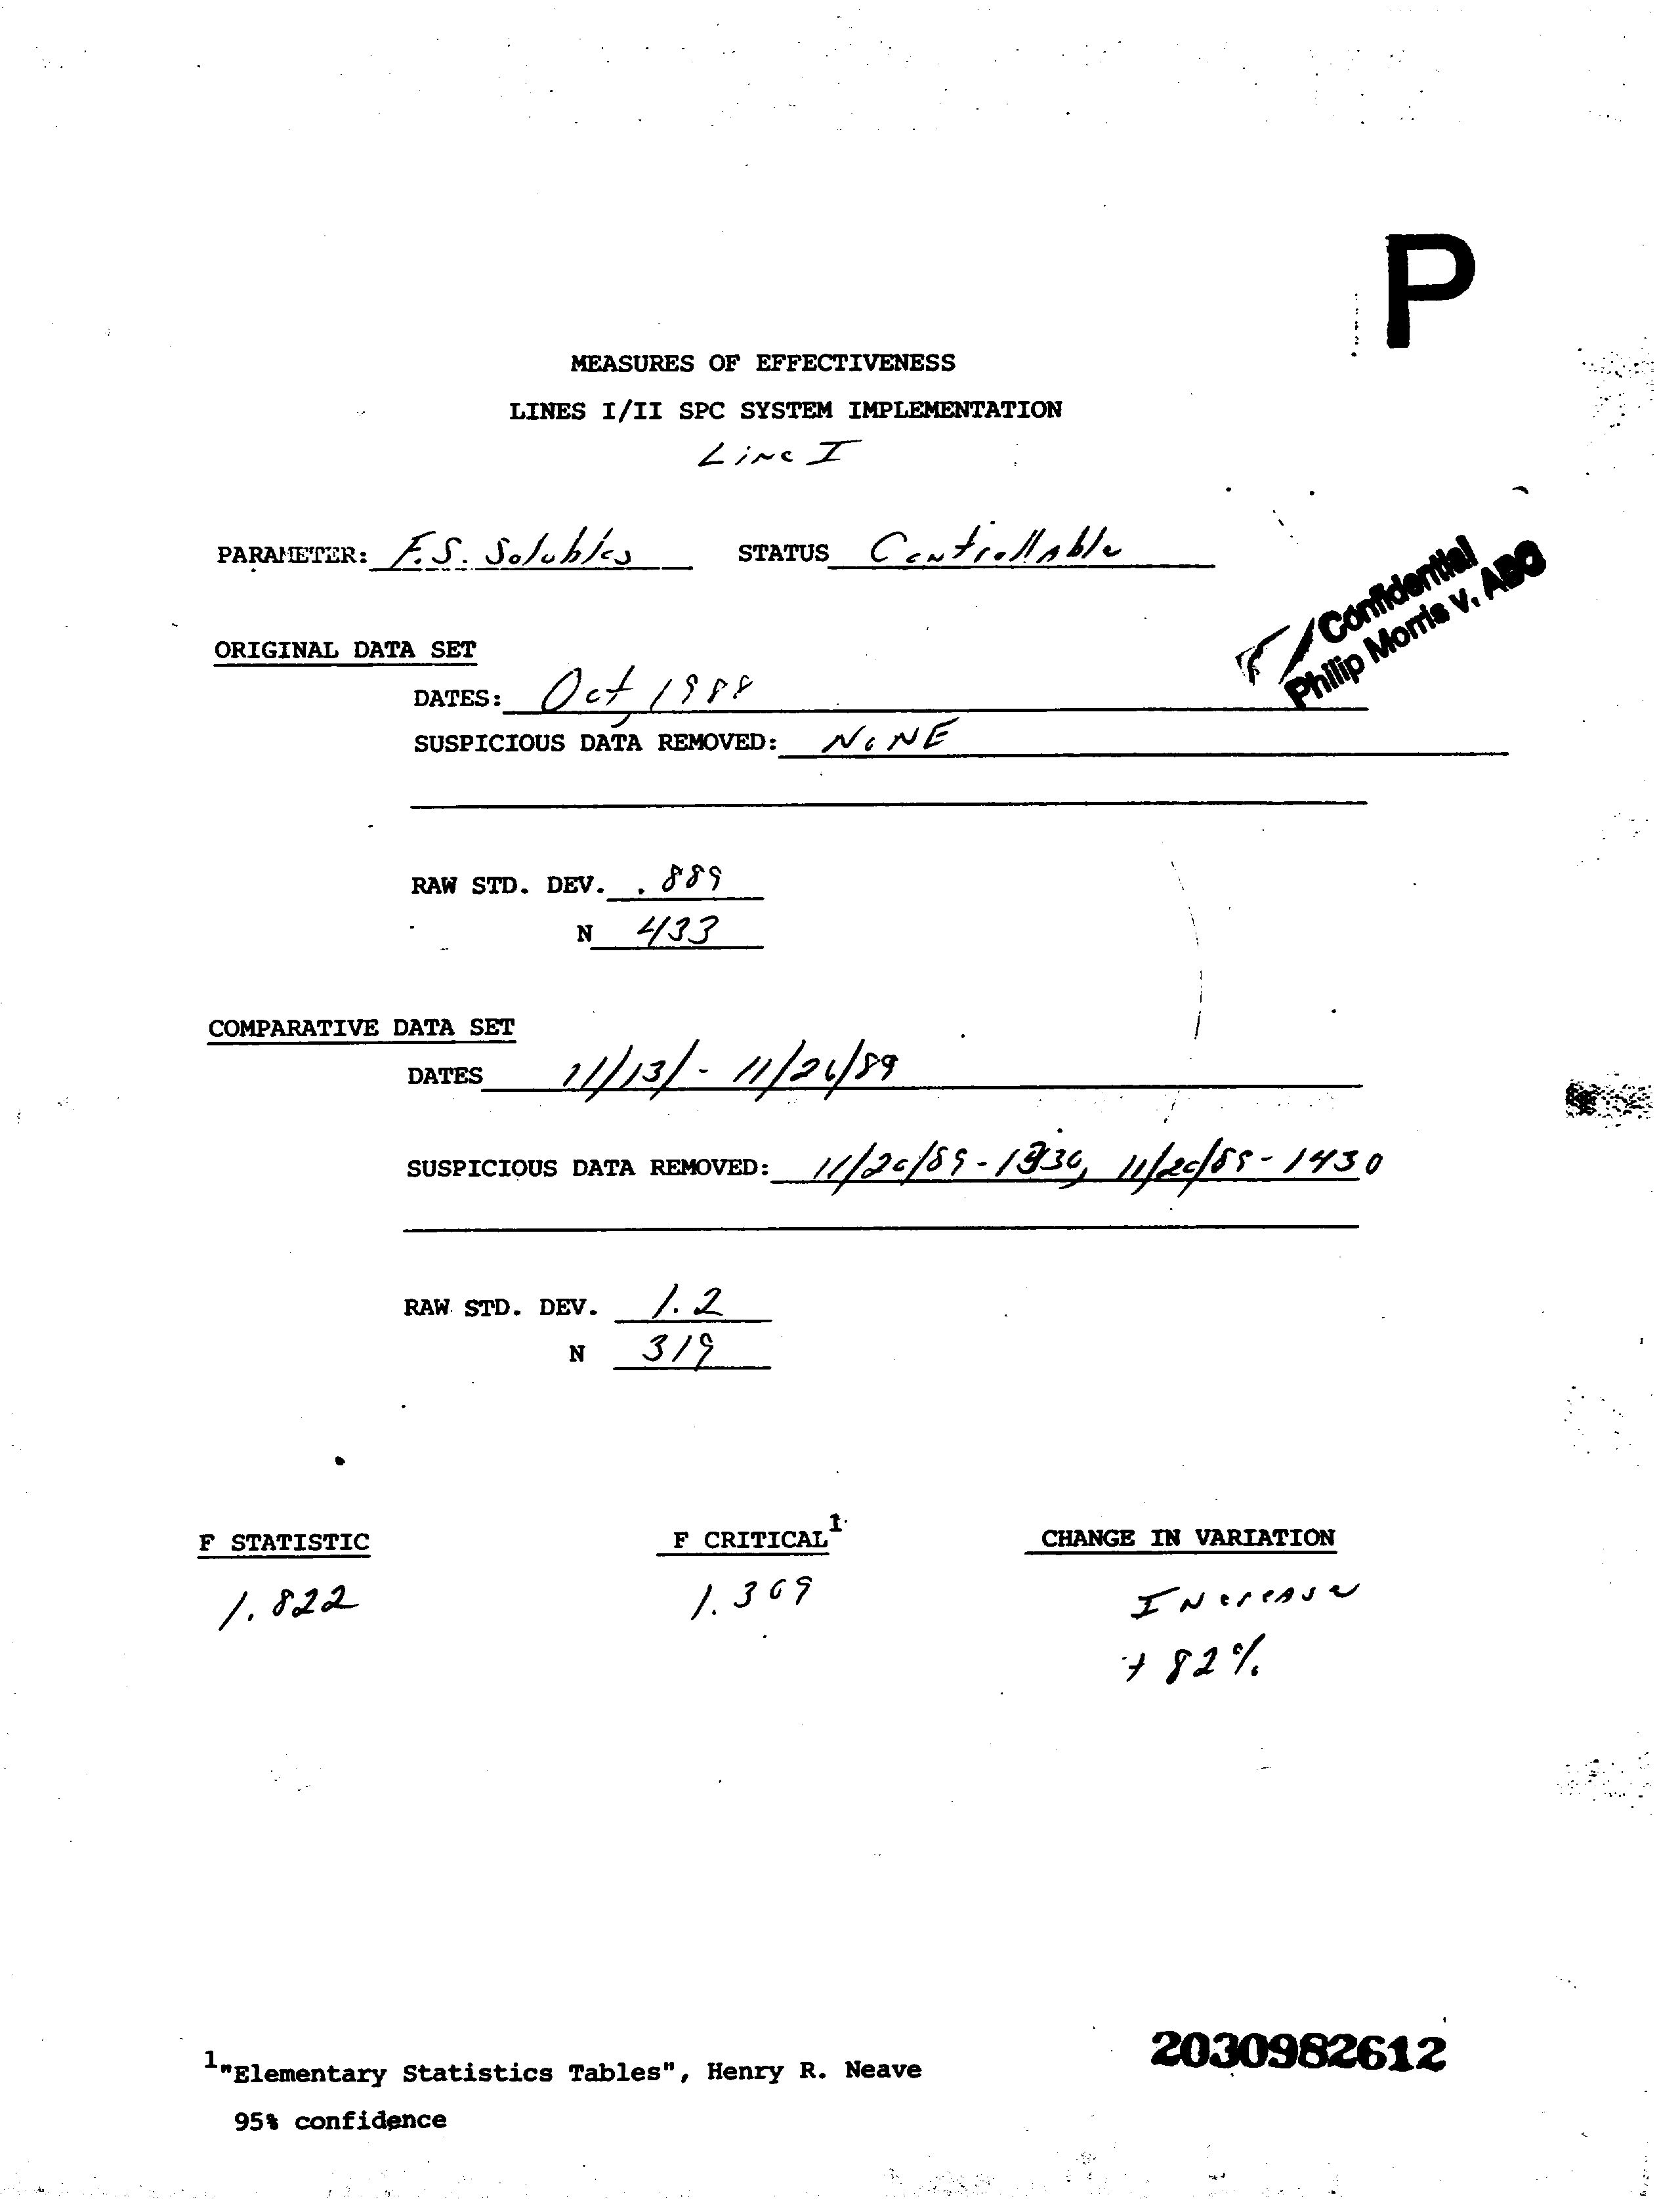 P
MEASURES OF EFFECTIVENESS
LINES I/II SPC SYSTEM IMPLEMENTATION
Line I
PARAMETER: F.S. Solubles STATUS Controllable
Confidential
Philip Morris v. ABC
ORIGINAL DATA SET
DATES: Oct, 1988
SUSPICIOUS DATA REMOVED: NONE
RAW STD. DEV. .889
N 433
COMPARATIVE DATA SET
DATES 11/13/ - 11/26/89
SUSPICIOUS DATA REMOVED: 11/20/89 - 1330, 11/20/89 - 1430
RAW STD. DEV. 1.2
N 319
F STATISTIC F CRITICAL 1. CHANGE IN VARIATION
1.822 1.369 Increase
+ 82%
1"Elementary Statistics Tables", Henry R. Neave
95% confidence
2030982612